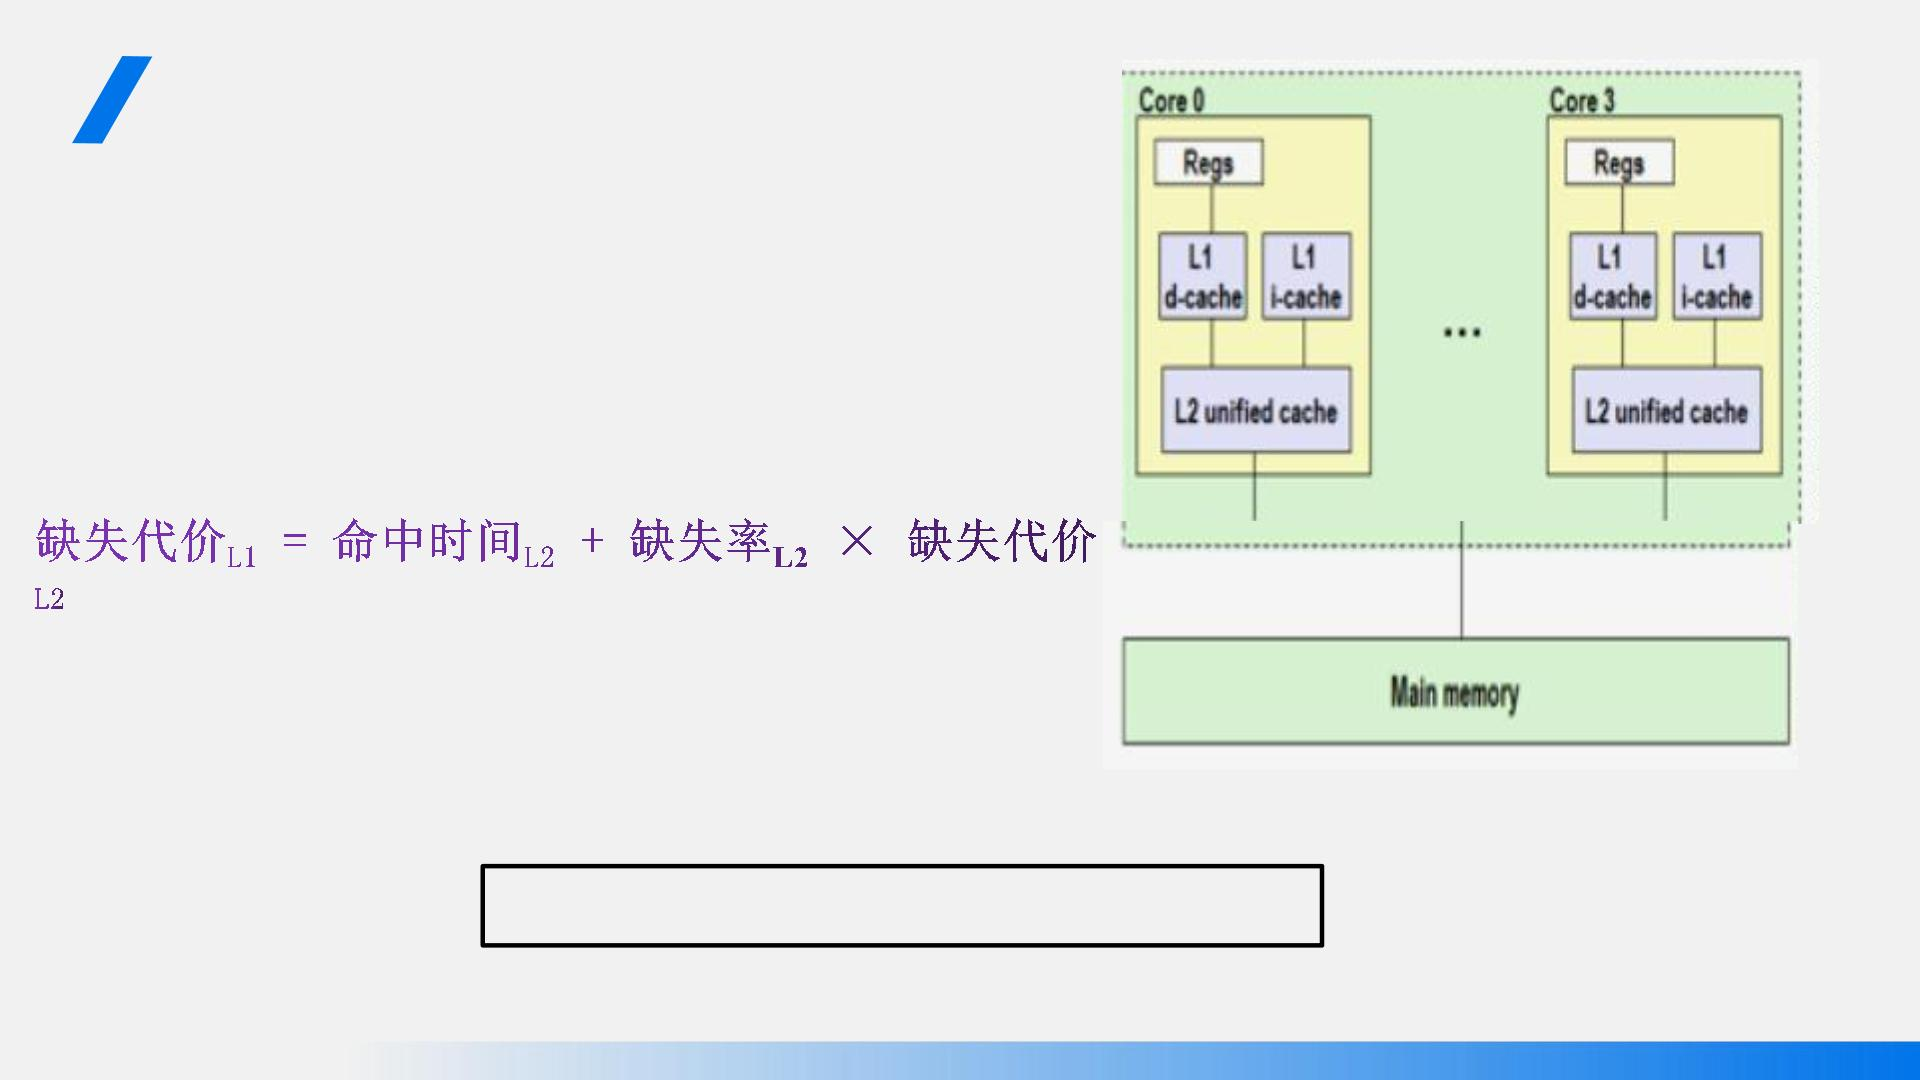 缺失代价L1 = 命中时间L2 + 缺失率L2 × 缺失代价
L2
Core 0
Regs
L1
d-cache
L1
i-cache
L2 unified cache
...
Core 3
Regs
L1
d-cache
L1
i-cache
L2 unified cache
Main memory